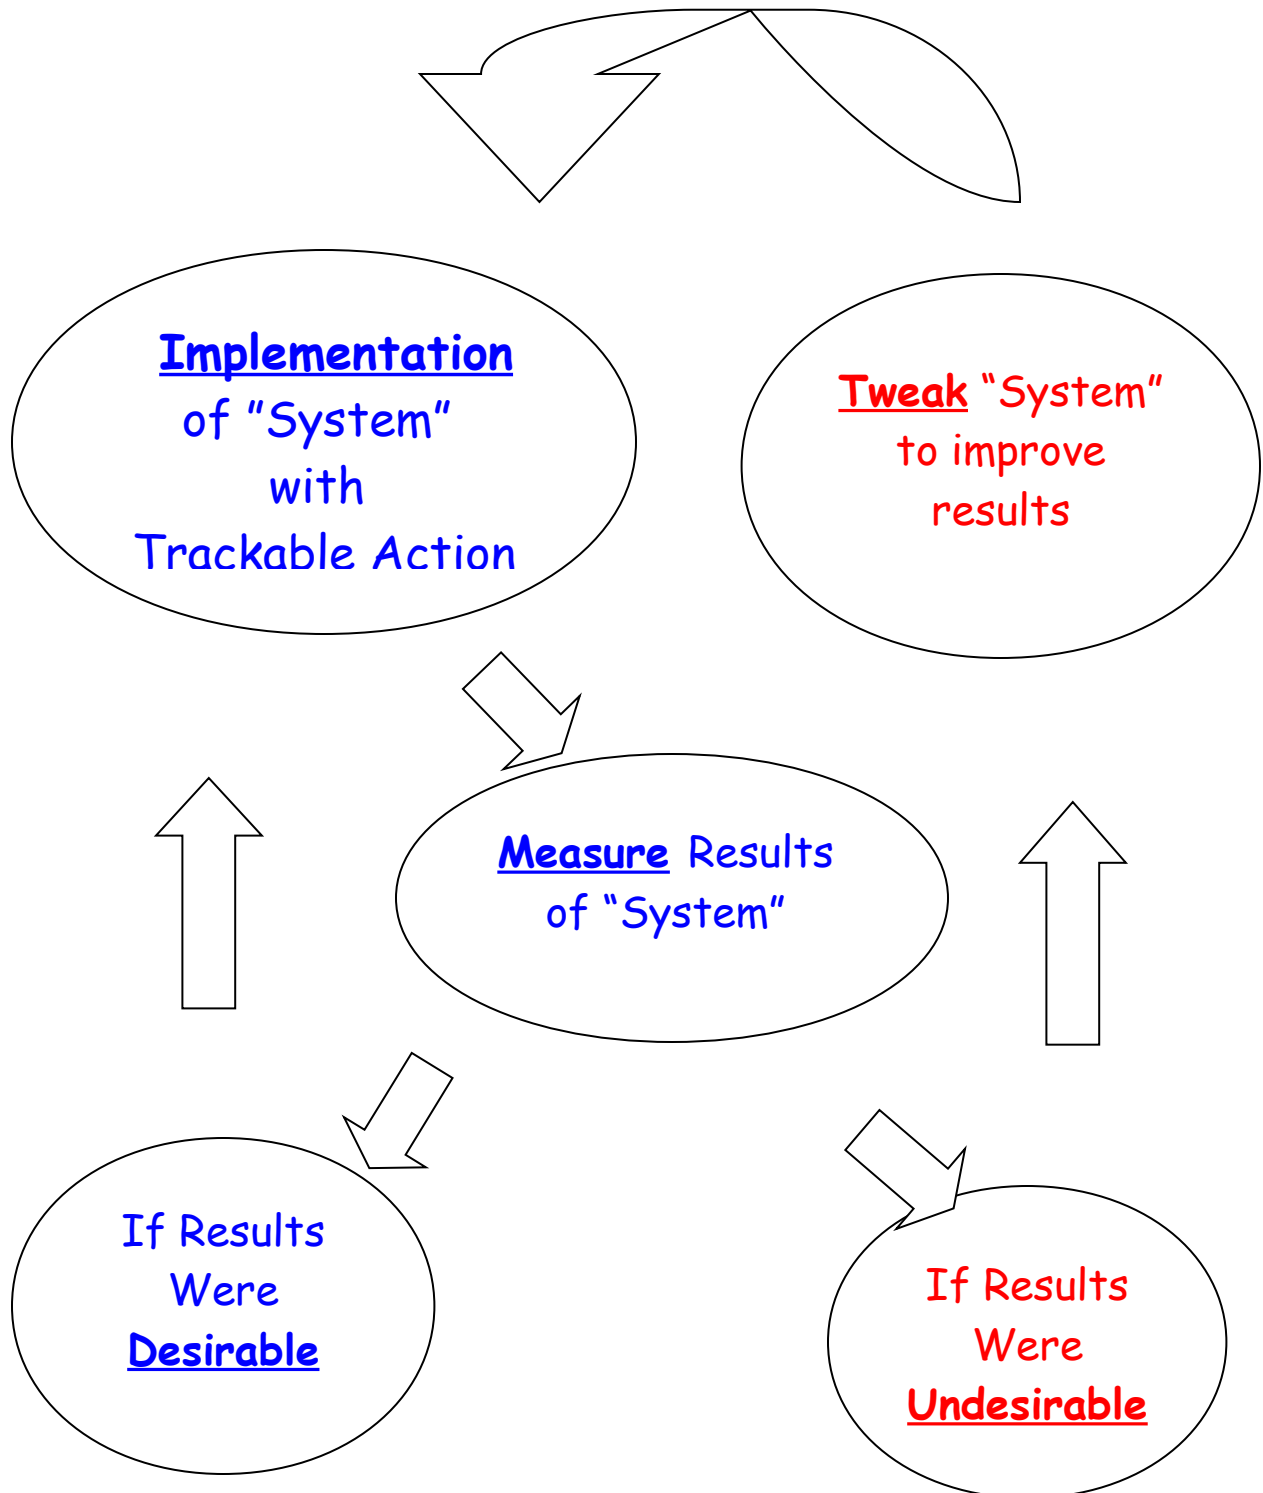 Implementation
of "System"
with
Trackable Action
Tweak “System”
to improve
results
Measure Results
of “System”
If Results
Were
Desirable
If Results
Were
Undesirable